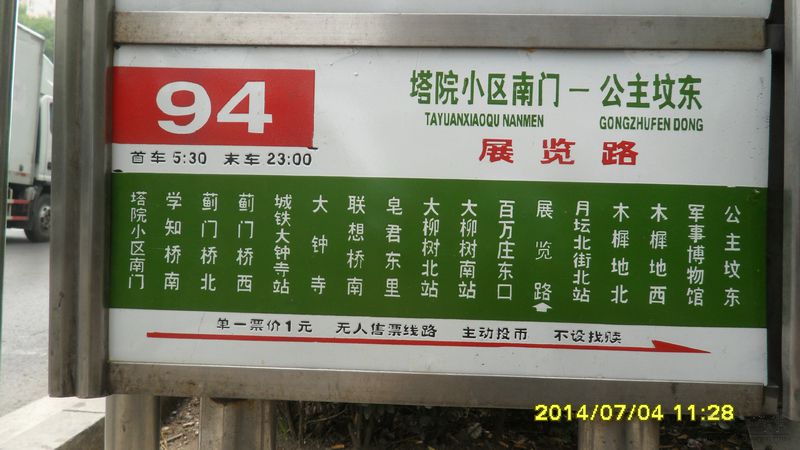 94
塔院小区南门－公主坟东
TAYUANXIAOQU NANMEN GONGZHUFEN DONG
首车 5:30 末车 23:00
展览路
塔院小区南门
学知桥南
蓟门桥北
蓟门桥西
城铁大钟寺站
大钟寺
联想桥南
皂君东里
大柳树北站
大柳树南站
百万庄东口
展览路
月坛北街北站
木樨地北
木樨地西
军事博物馆
公主坟东
单一票价1元 无人售票线路 主动投币 不设找赎
2014/07/04 11:28